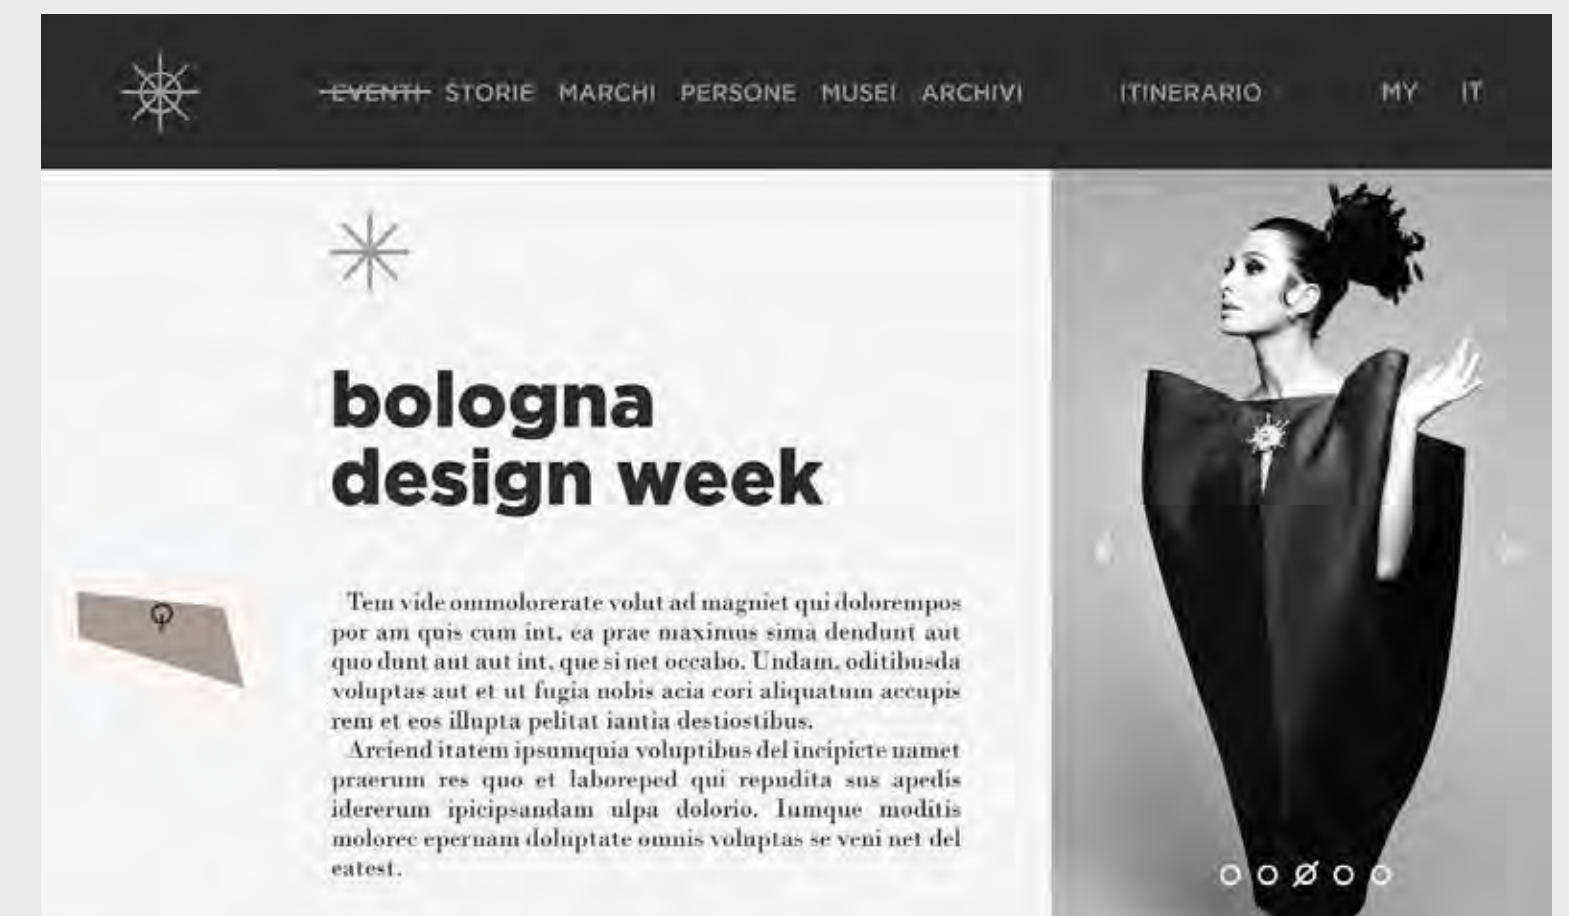 EVENTI STORIE MARCHI PERSONE MUSEI ARCHIVI ITINERARIO MY IT
bologna
design week
Tem vide ommolorerate volut ad magniet qui dolorempos
por am quis cum int, ea prae maximus sima dendunt aut
quo dunt aut aut int, que si net occabo. Undam, oditibusda
voluptas aut et ut fugia nobis acia cori aliquatum accupis
rem et eos illupta pelitat iantia destiostibus.
Arciend itatem ipsumquia voluptibus del incipicte namet
praerum res quo et laboreped qui repudita sus apedis
idererum ipicipsandam ulpa dolorio. Iumque moditis
molorec epernam doluptate omnis voluptas se veni net del
eatest.